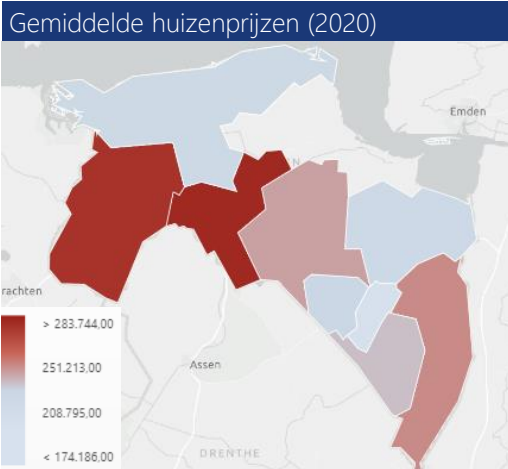 Gemiddelde huizenprijzen (2020)
Emden
EN
rachten
> 283.744,00
251.213,00
Assen
208.795,00
DRENTHE
< 174.186,00